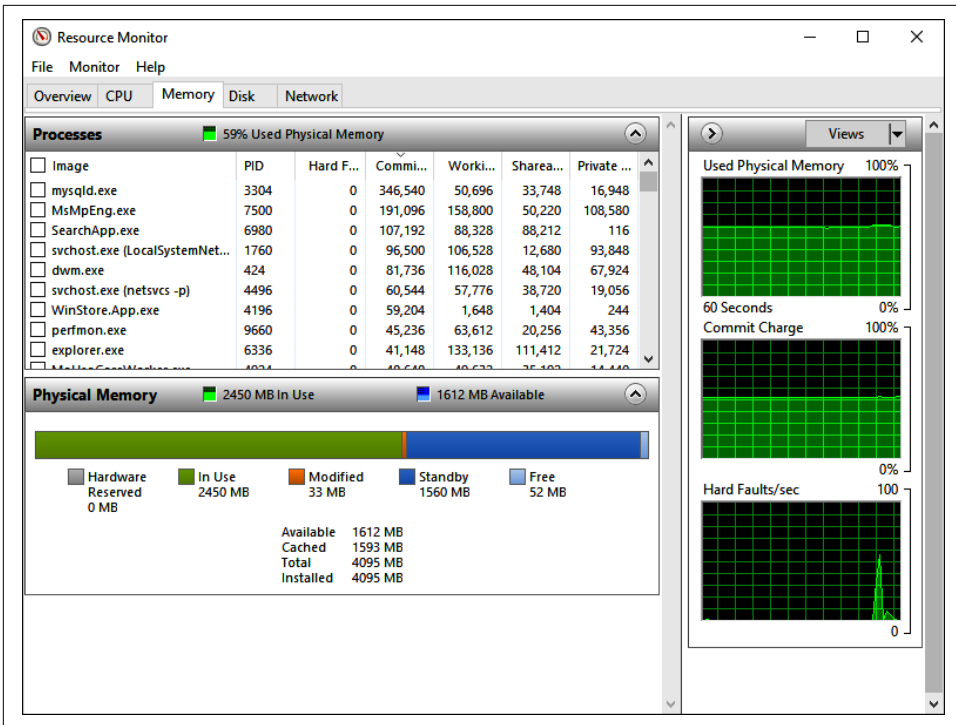 Resource Monitor
File Monitor Help
Overview CPU Memory Disk Network
Processes 59% Used Physical Memory
Image PID Hard F... Commi... Worki... Sharea... Private ...
mysqld.exe 3304 0 346,540 50,696 33,748 16,948
MsMpEng.exe 7500 0 191,096 158,800 50,220 108,580
SearchApp.exe 6980 0 107,192 88,328 88,212 116
svchost.exe (LocalSystemNet... 1760 0 96,500 106,528 12,680 93,848
dwm.exe 424 0 81,736 116,028 48,104 67,924
svchost.exe (netsvcs -p) 4496 0 60,544 57,776 38,720 19,056
WinStore.App.exe 4196 0 59,204 1,648 1,404 244
perfmon.exe 9660 0 45,236 63,612 20,256 43,356
explorer.exe 6336 0 41,148 133,136 111,412 21,724
Physical Memory 2450 MB In Use 1612 MB Available
Hardware Reserved 0 MB
In Use 2450 MB
Modified 33 MB
Standby 1560 MB
Free 52 MB
Available 1612 MB
Cached 1593 MB
Total 4095 MB
Installed 4095 MB
Views
Used Physical Memory 100%
60 Seconds 0%
Commit Charge 100%
0%
Hard Faults/sec 100
0